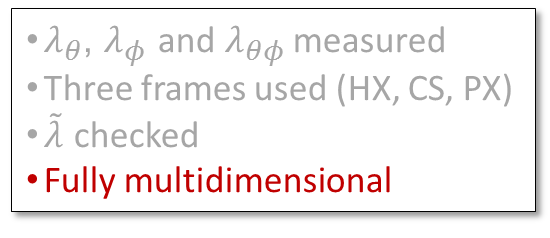 • λ_θ, λ_ϕ and λ_θϕ measured
• Three frames used (HX, CS, PX)
• λ̃ checked
• Fully multidimensional